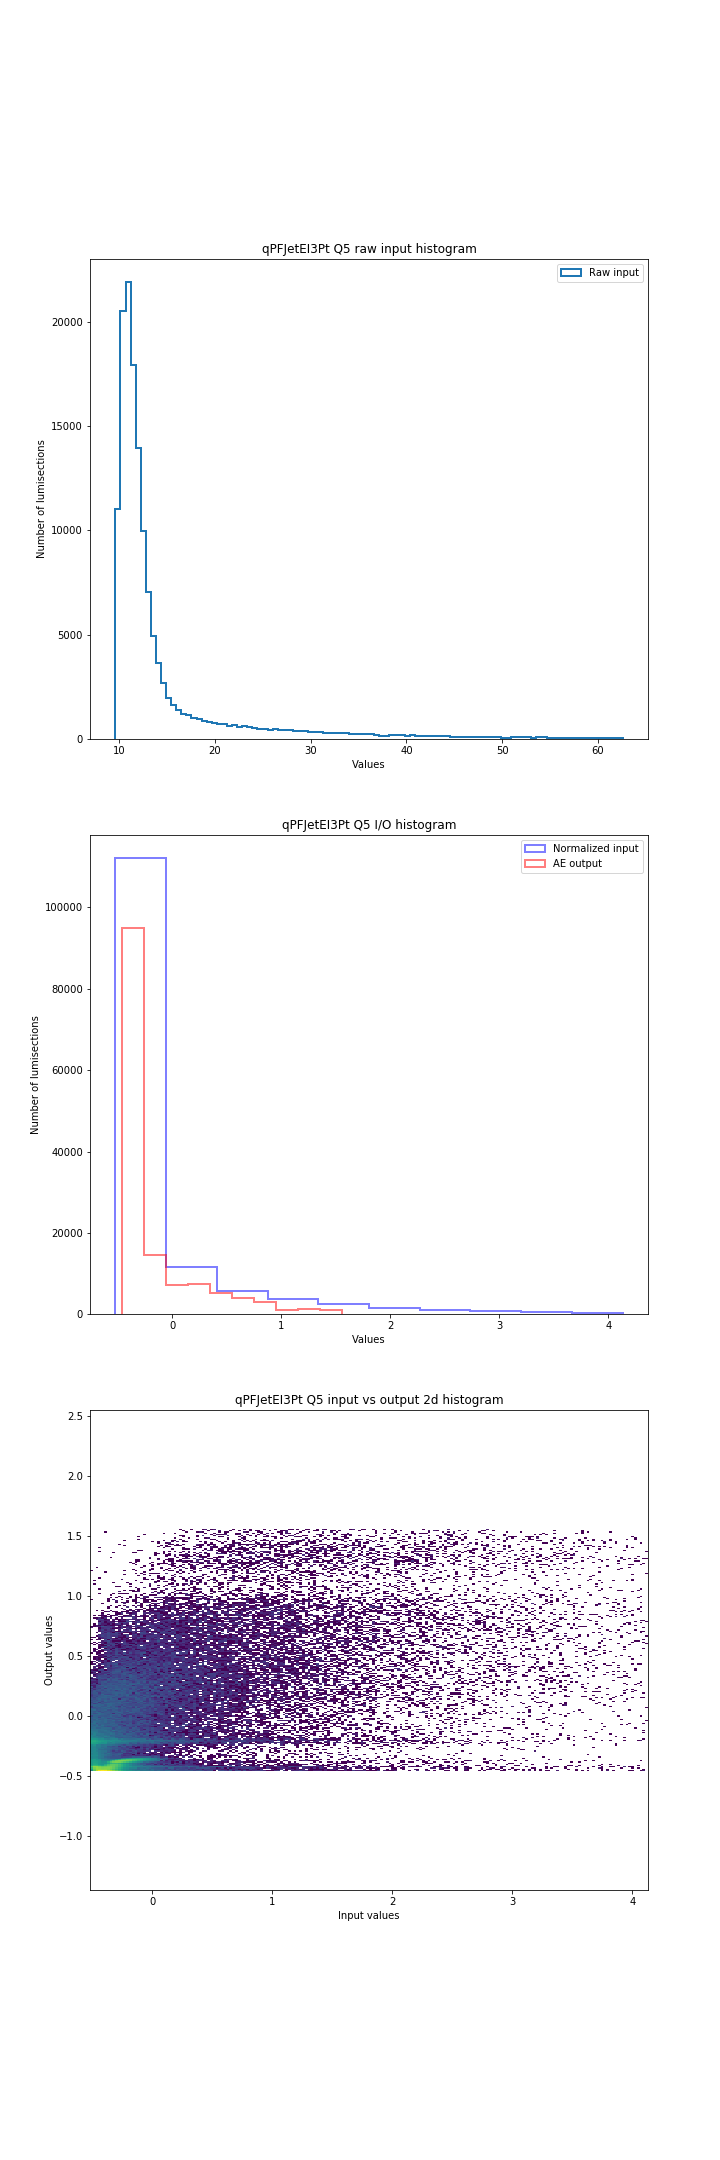 qPFJetEI3Pt Q5 raw input histogram
Raw input
20000
15000
10000
5000
0
Number of lumisections
10 20 30 40 50 60
Values
qPFJetEI3Pt Q5 I/O histogram
Normalized input
AE output
100000
80000
60000
40000
20000
0
Number of lumisections
0 1 2 3 4
Values
qPFJetEI3Pt Q5 input vs output 2d histogram
2.5
2.0
1.5
1.0
0.5
0.0
−0.5
−1.0
Output values
0 1 2 3 4
Input values